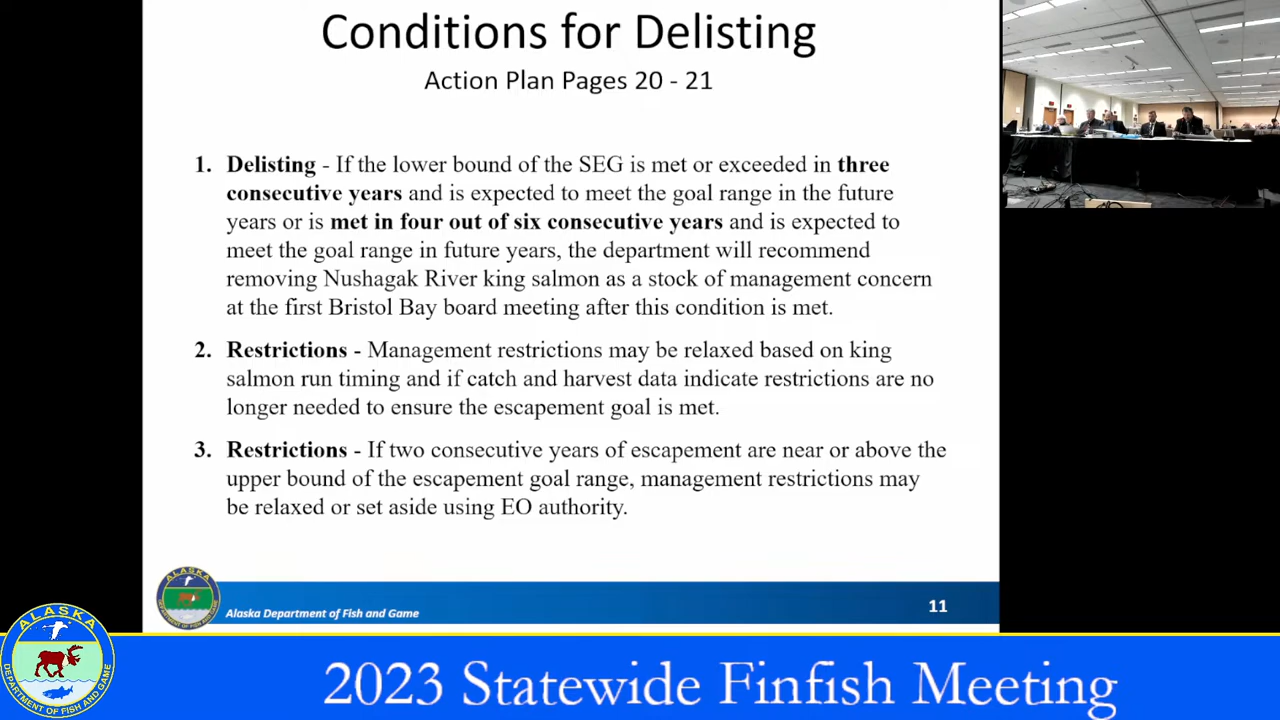 Conditions for Delisting
Action Plan Pages 20 - 21
1. Delisting - If the lower bound of the SEG is met or exceeded in three
consecutive years and is expected to meet the goal range in the future
years or is met in four out of six consecutive years and is expected to
meet the goal range in future years, the department will recommend
removing Nushagak River king salmon as a stock of management concern
at the first Bristol Bay board meeting after this condition is met.
2. Restrictions - Management restrictions may be relaxed based on king
salmon run timing and if catch and harvest data indicate restrictions are no
longer needed to ensure the escapement goal is met.
3. Restrictions - If two consecutive years of escapement are near or above the
upper bound of the escapement goal range, management restrictions may
be relaxed or set aside using EO authority.
ALASKA
Alaska Department of Fish and Game
11
ALASKA
DEPARTMENT OF FISH AND GAME
2023 Statewide Finfish Meeting